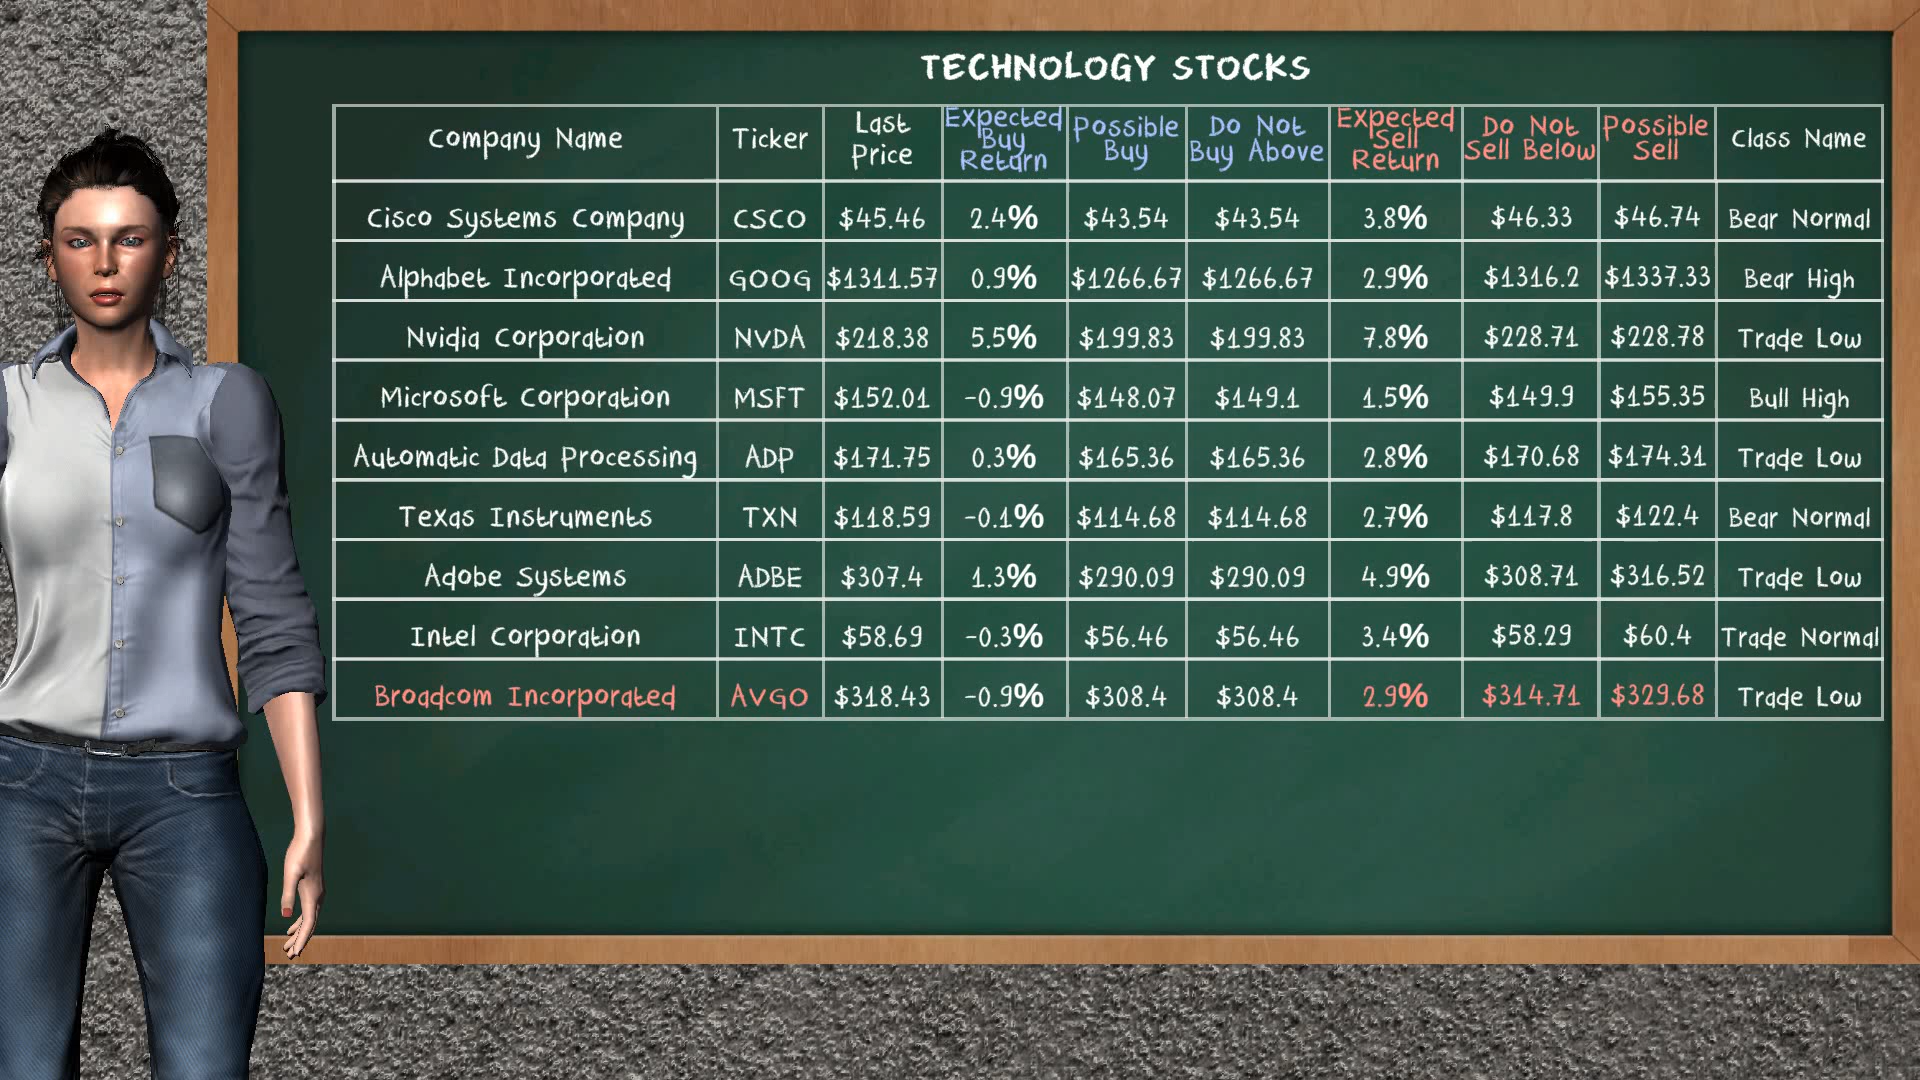 TECHNOLOGY STOCKS
Company Name Ticker Last Price Expected Buy Return Possible Buy Do Not Buy Above Expected Sell Return Do Not Sell Below Possible Sell Class Name
Cisco Systems Company CSCO $45.46 2.4% $43.54 $43.54 3.8% $46.33 $46.74 Bear Normal
Alphabet Incorporated GOOG $1311.57 0.9% $1266.67 $1266.67 2.9% $1316.2 $1337.33 Bear High
Nvidia Corporation NVDA $218.38 5.5% $199.83 $199.83 7.8% $228.71 $228.78 Trade Low
Microsoft Corporation MSFT $152.01 -0.9% $148.07 $149.1 1.5% $149.9 $155.35 Bull High
Automatic Data Processing ADP $171.75 0.3% $165.36 $165.36 2.8% $170.68 $174.31 Trade Low
Texas Instruments TXN $118.59 -0.1% $114.68 $114.68 2.7% $117.8 $122.4 Bear Normal
Adobe Systems ADBE $307.4 1.3% $290.09 $290.09 4.9% $308.71 $316.52 Trade Low
Intel Corporation INTC $58.69 -0.3% $56.46 $56.46 3.4% $58.29 $60.4 Trade Normal
Broadcom Incorporated AVGO $318.43 -0.9% $308.4 $308.4 2.9% $314.71 $329.68 Trade Low